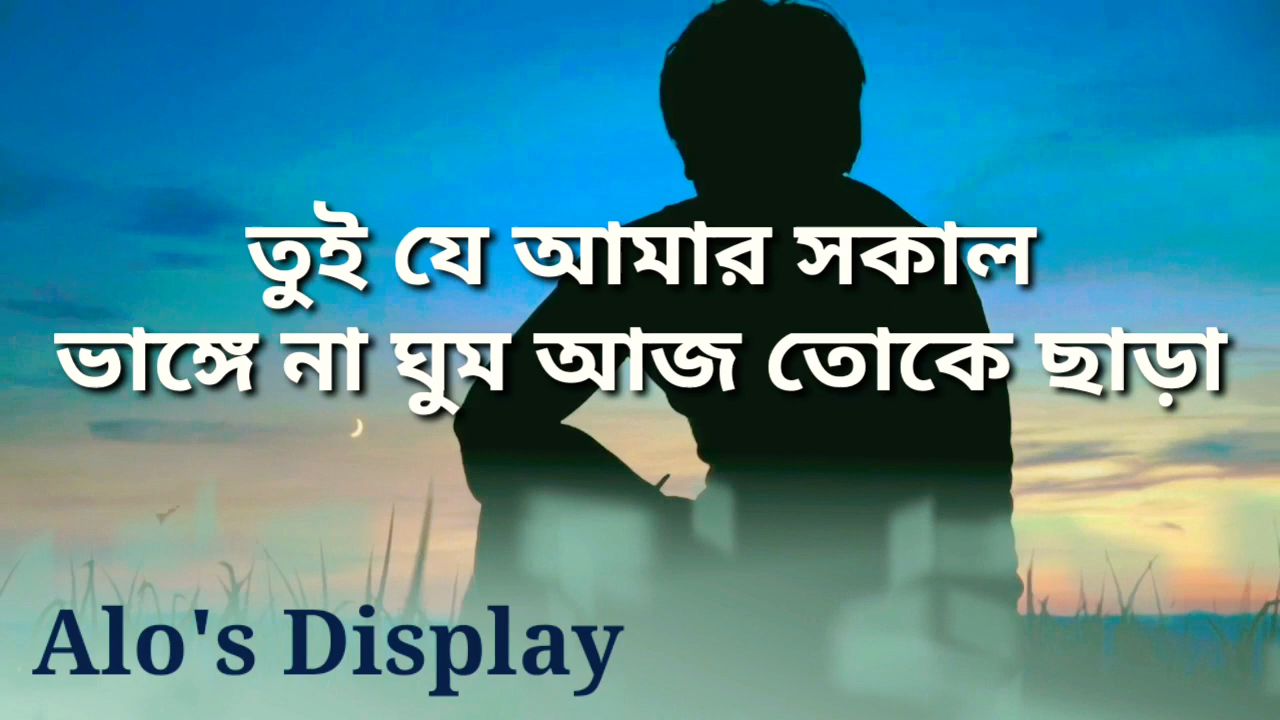 তুই যে আমার সকাল
ভাঙ্গে না ঘুম আজ তোকে ছাড়া
Alo's Display